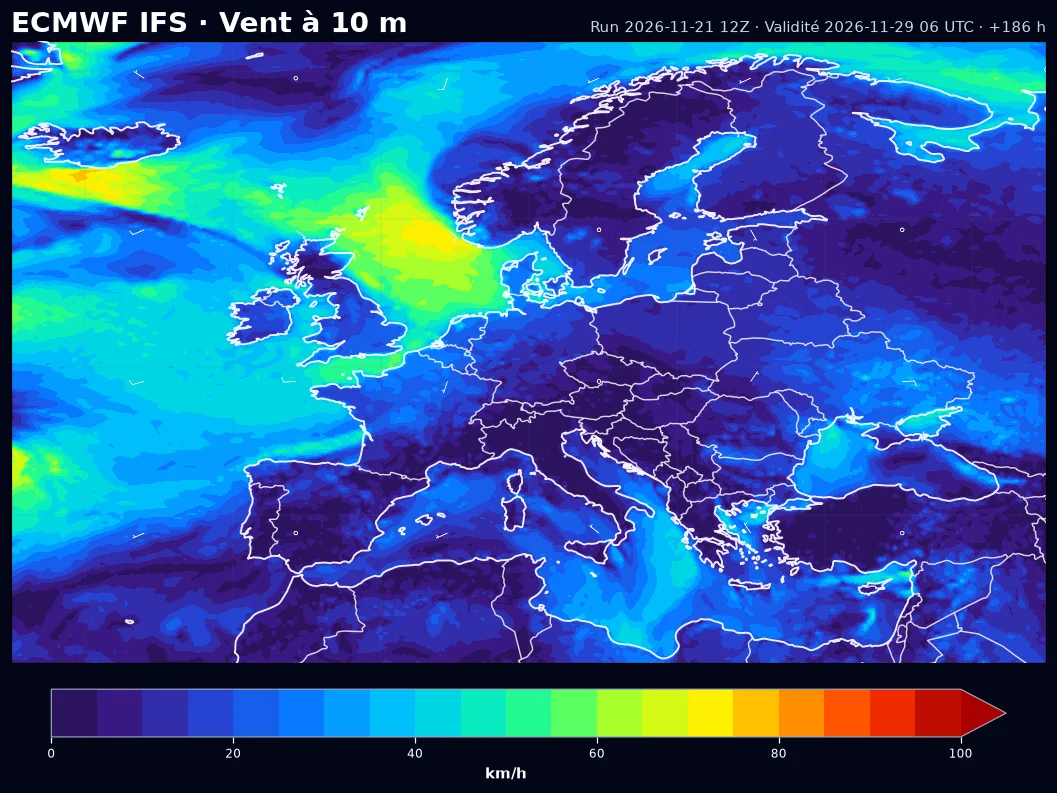 ECMWF IFS · Vent à 10 m
Run 2026-11-21 12Z · Validité 2026-11-29 06 UTC · +186 h
0 20 40 60 80 100
km/h